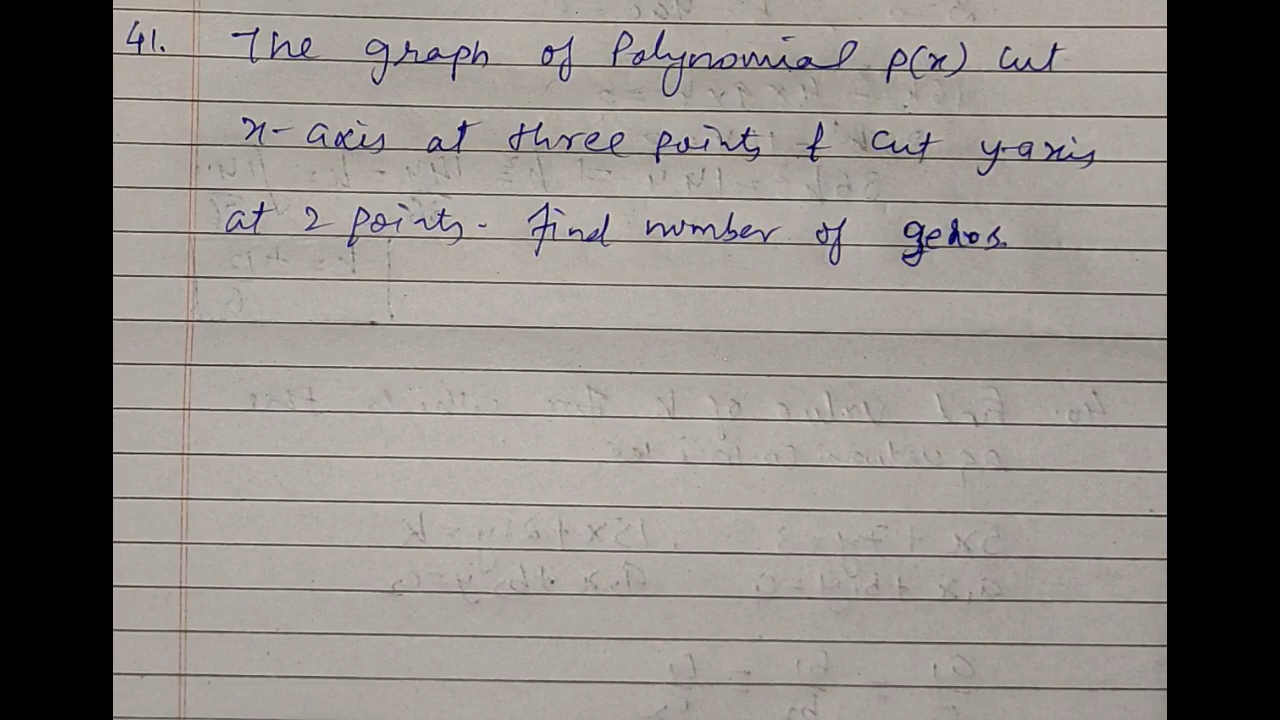 41. The graph of Polynomial p(x) cut
x-axis at three points & cut y-axis
at 2 points. Find number of zeros.